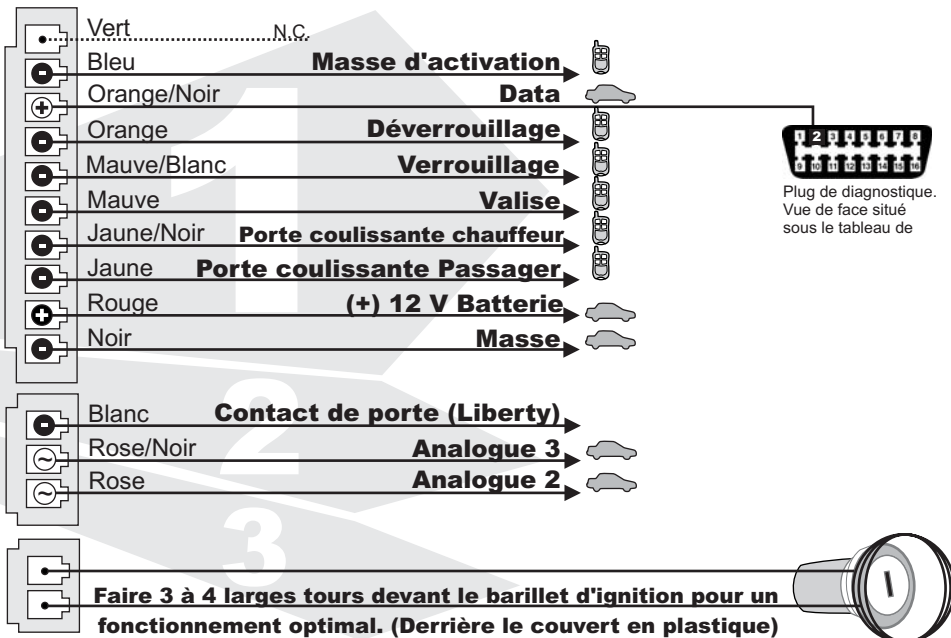 Vert N.C.
Bleu Masse d'activation
Orange/Noir Data
Orange Déverrouillage
Mauve/Blanc Verrouillage
Mauve Valise
Jaune/Noir Porte coulissante chauffeur
Jaune Porte coulissante Passager
Rouge (+) 12 V Batterie
Noir Masse
1 2 3 4 5 6 7 8
9 10 11 12 13 14 15 16
Plug de diagnostique.
Vue de face situé
sous le tableau de
1
Blanc Contact de porte (Liberty)
Rose/Noir Analogue 3
Rose Analogue 2
2
3
Faire 3 à 4 larges tours devant le barillet d'ignition pour un
fonctionnement optimal. (Derrière le couvert en plastique)